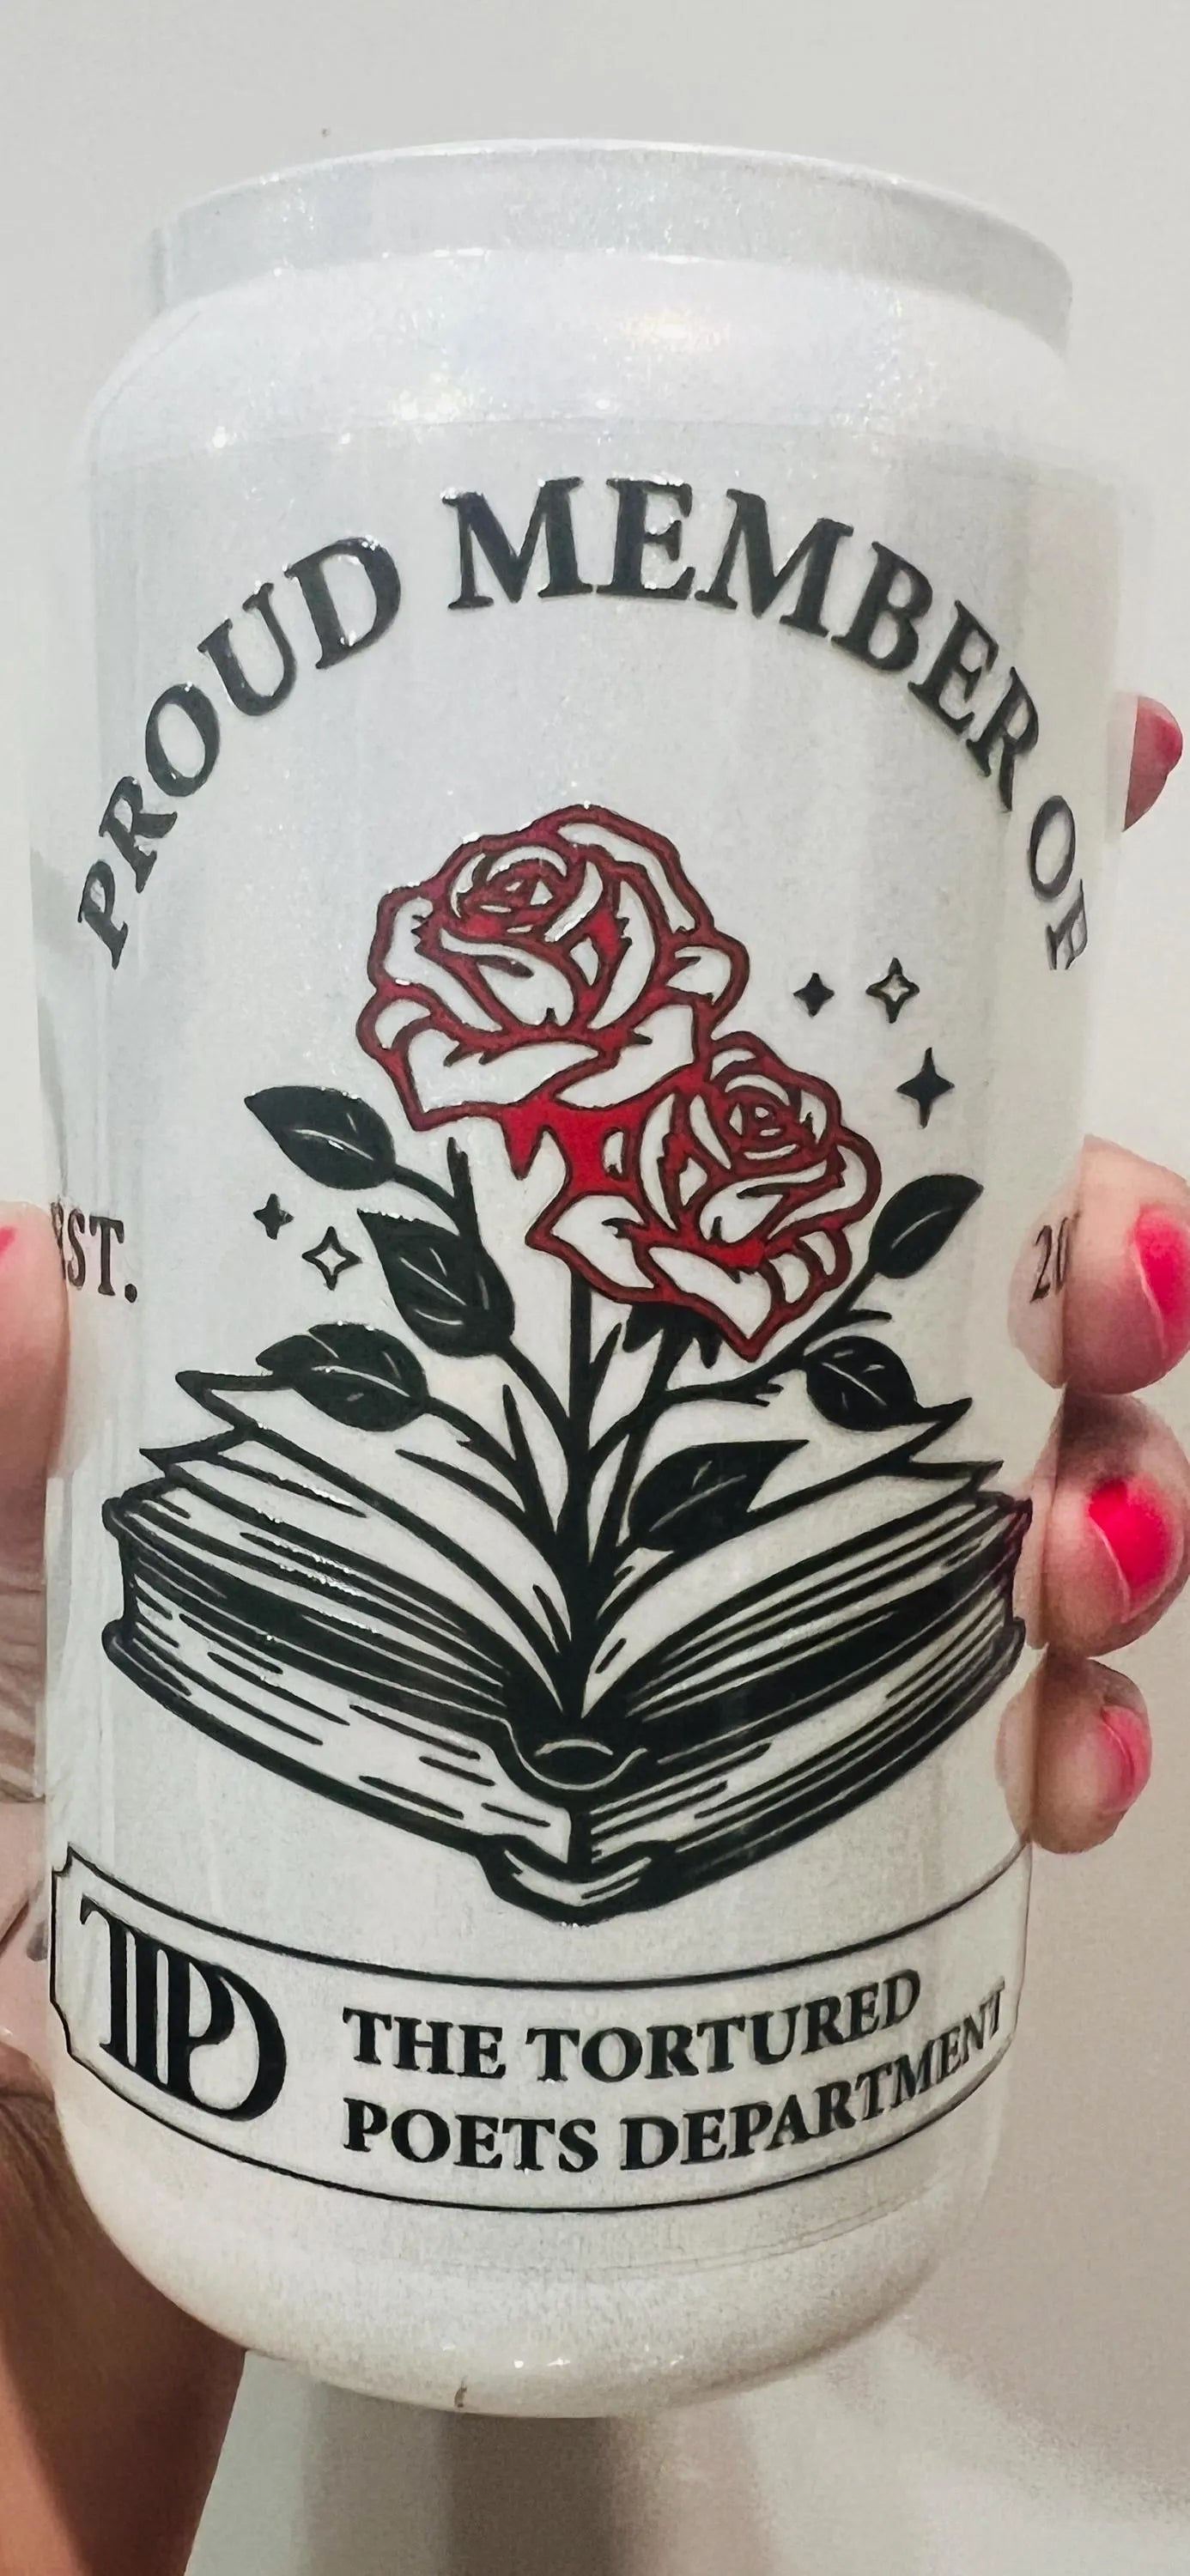 PROUD MEMBER OF
EST.
TTPD
THE TORTURED
POETS DEPARTMENT